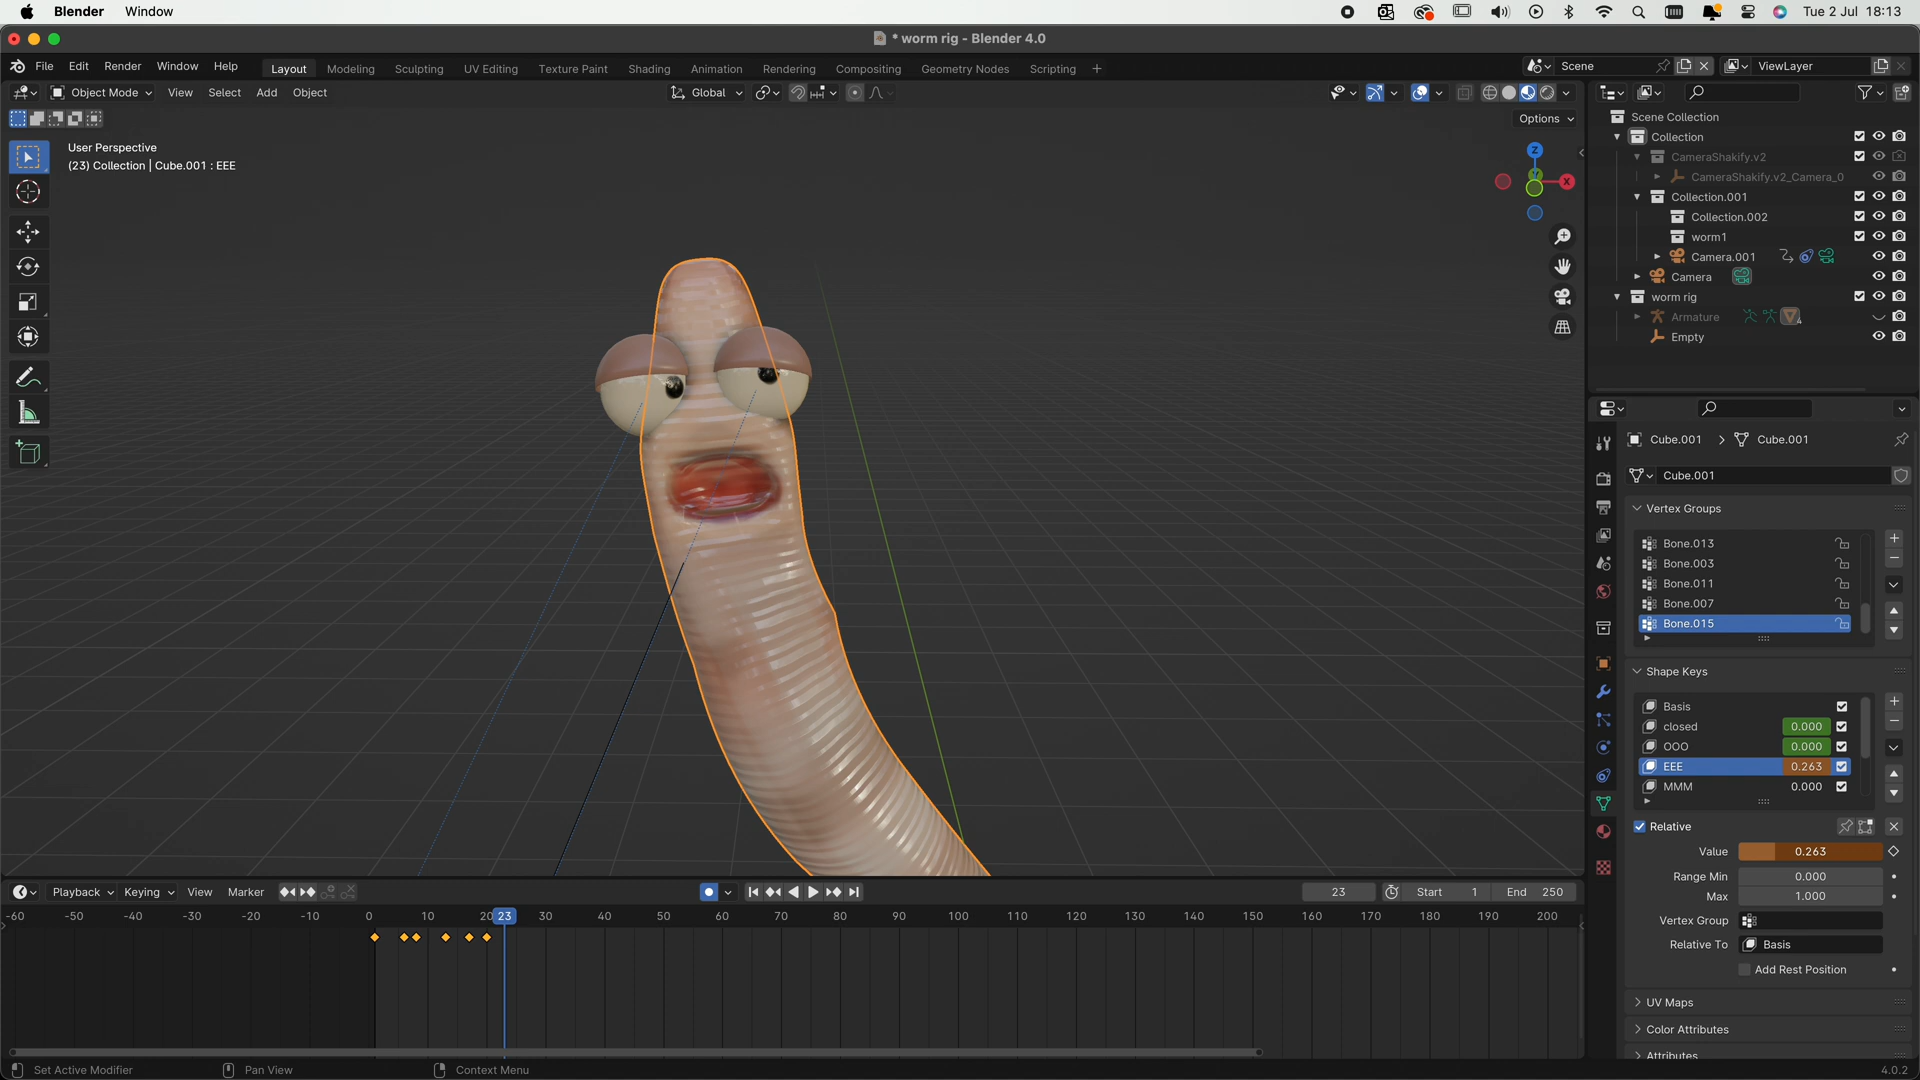 Blender Window Tue 2 Jul 18:13
* worm rig - Blender 4.0
File Edit Render Window Help Layout Modeling Sculpting UV Editing Texture Paint Shading Animation Rendering Compositing Geometry Nodes Scripting + Scene ViewLayer
Object Mode View Select Add Object Global
Options
User Perspective
(23) Collection | Cube.001 : EEE
Z
X
Scene Collection
Collection
CameraShakify.v2
CameraShakify.v2_Camera_0
Collection.001
Collection.002
worm1
Camera.001
Camera
worm rig
Armature
Empty
Cube.001 > Cube.001
Cube.001
Vertex Groups
Bone.013
Bone.003
Bone.011
Bone.007
Bone.015
Shape Keys
Basis
closed 0.000
OOO 0.000
EEE 0.263
MMM 0.000
Relative
Value 0.263
Range Min 0.000
Max 1.000
Vertex Group
Relative To Basis
Add Rest Position
UV Maps
Color Attributes
Attributes
Playback Keying View Marker 23 Start 1 End 250
-60 -50 -40 -30 -20 -10 0 10 20 23 30 40 50 60 70 80 90 100 110 120 130 140 150 160 170 180 190 200
Set Active Modifier Pan View Context Menu 4.0.2